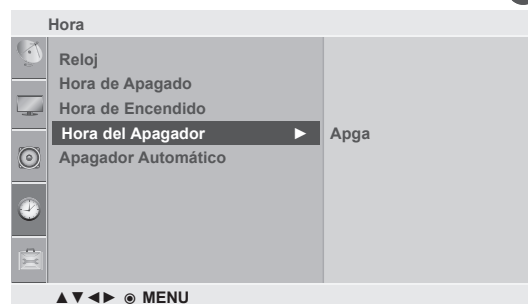 Hora
Reloj
Hora de Apagado
Hora de Encendido
Hora del Apagador ► Apga
Apagador Automático
▲▼◄► ◉ MENU